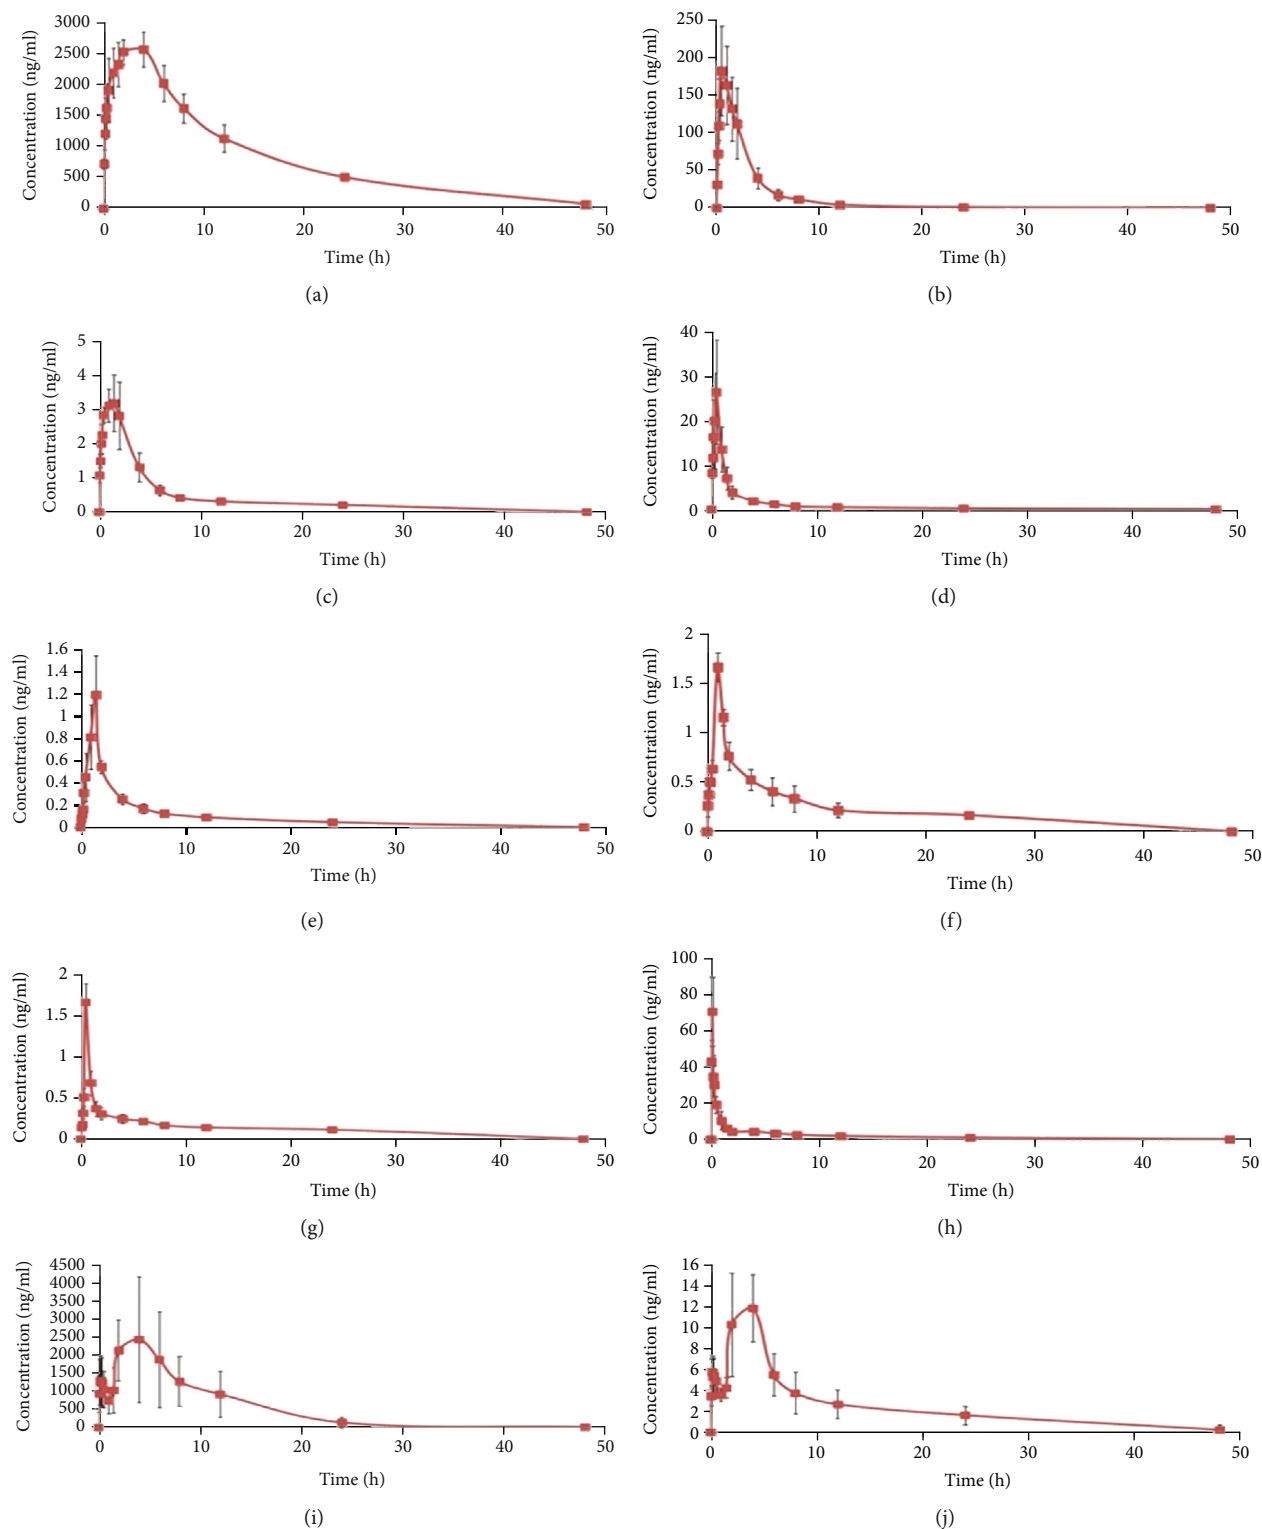 3000
2500
2000
1500
1000
500
0
Concentration (ng/ml)
0 10 20 30 40 50
Time (h)
(a)
250
200
150
100
50
0
Concentration (ng/ml)
0 10 20 30 40 50
Time (h)
(b)
5
4
3
2
1
0
Concentration (ng/ml)
0 10 20 30 40 50
Time (h)
(c)
40
30
20
10
0
Concentration (ng/ml)
0 10 20 30 40 50
Time (h)
(d)
1.6
1.4
1.2
1
0.8
0.6
0.4
0.2
0
Concentration (ng/ml)
0 10 20 30 40 50
Time (h)
(e)
2
1.5
1
0.5
0
Concentration (ng/ml)
0 10 20 30 40 50
Time (h)
(f)
2
1.5
1
0.5
0
Concentration (ng/ml)
0 10 20 30 40 50
Time (h)
(g)
100
80
60
40
20
0
Concentration (ng/ml)
0 10 20 30 40 50
Time (h)
(h)
4500
4000
3500
3000
2500
2000
1500
1000
500
0
Concentration (ng/ml)
0 10 20 30 40 50
Time (h)
(i)
16
14
12
10
8
6
4
2
0
Concentration (ng/ml)
0 10 20 30 40 50
Time (h)
(j)